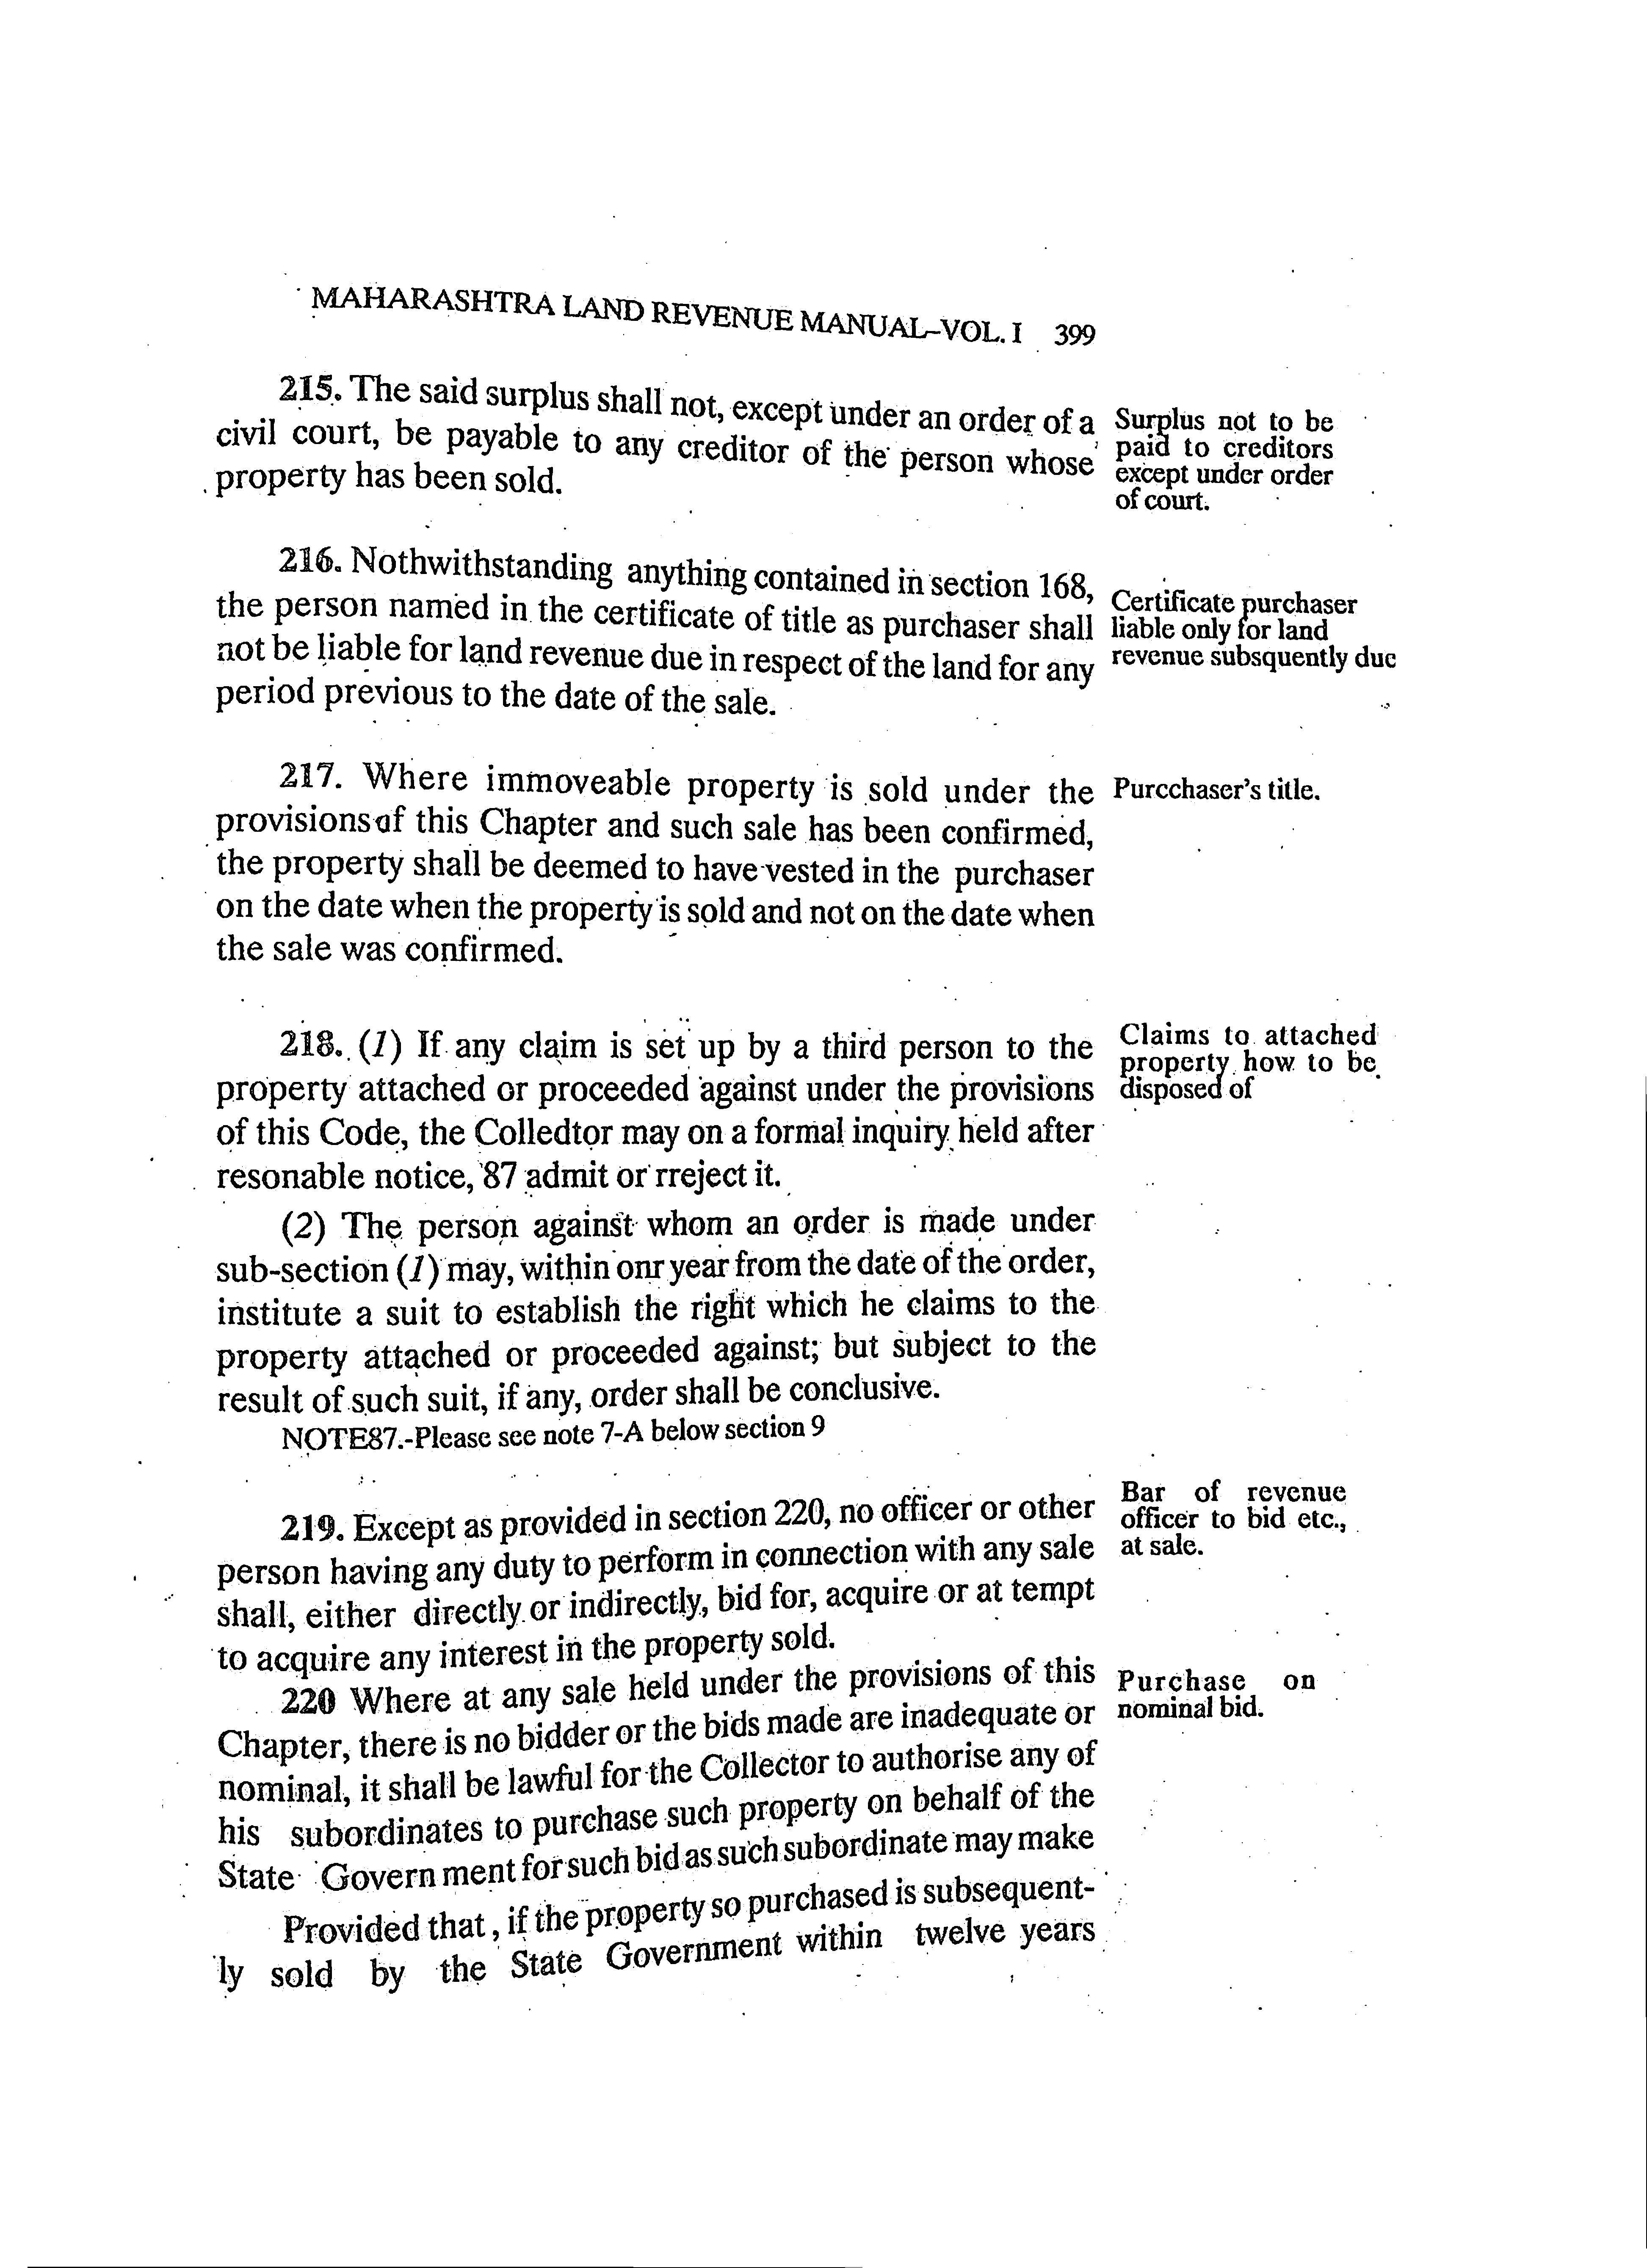 MAHARASHTRA LAND REVENUE MANUAL–VOL. I 399
215. The said surplus shall not, except under an order of a
civil court, be payable to any creditor of the person whose
property has been sold.
Surplus not to be
paid to creditors
except under order
of court.
216. Nothwithstanding anything contained in section 168,
the person named in the certificate of title as purchaser shall
not be liable for land revenue due in respect of the land for any
period previous to the date of the sale.
Certificate purchaser
liable only for land
revenue subsquently due
217. Where immoveable property is sold under the
provisions of this Chapter and such sale has been confirmed,
the property shall be deemed to have vested in the purchaser
on the date when the property is sold and not on the date when
the sale was confirmed.
Purcchaser's title.
218. (1) If any claim is set up by a third person to the
property attached or proceeded against under the provisions
of this Code, the Colledtor may on a formal inquiry held after
resonable notice, '87 admit or rreject it.
Claims to attached
property how to be
disposed of
(2) The person against whom an order is made under
sub-section (1) may, within onr year from the date of the order,
institute a suit to establish the right which he claims to the
property attached or proceeded against; but subject to the
result of such suit, if any, order shall be conclusive.
NOTE87.-Please see note 7-A below section 9
219. Except as provided in section 220, no officer or other
person having any duty to perform in connection with any sale
shall, either directly or indirectly, bid for, acquire or at tempt
to acquire any interest in the property sold.
Bar of revenue
officer to bid etc.,
at sale.
220 Where at any sale held under the provisions of this
Chapter, there is no bidder or the bids made are inadequate or
nominal, it shall be lawful for the Collector to authorise any of
his subordinates to purchase such property on behalf of the
State Govern ment for such bid as such subordinate may make
Purchase on
nominal bid.
Provided that, if the property so purchased is subsequent-
ly sold by the State Government within twelve years